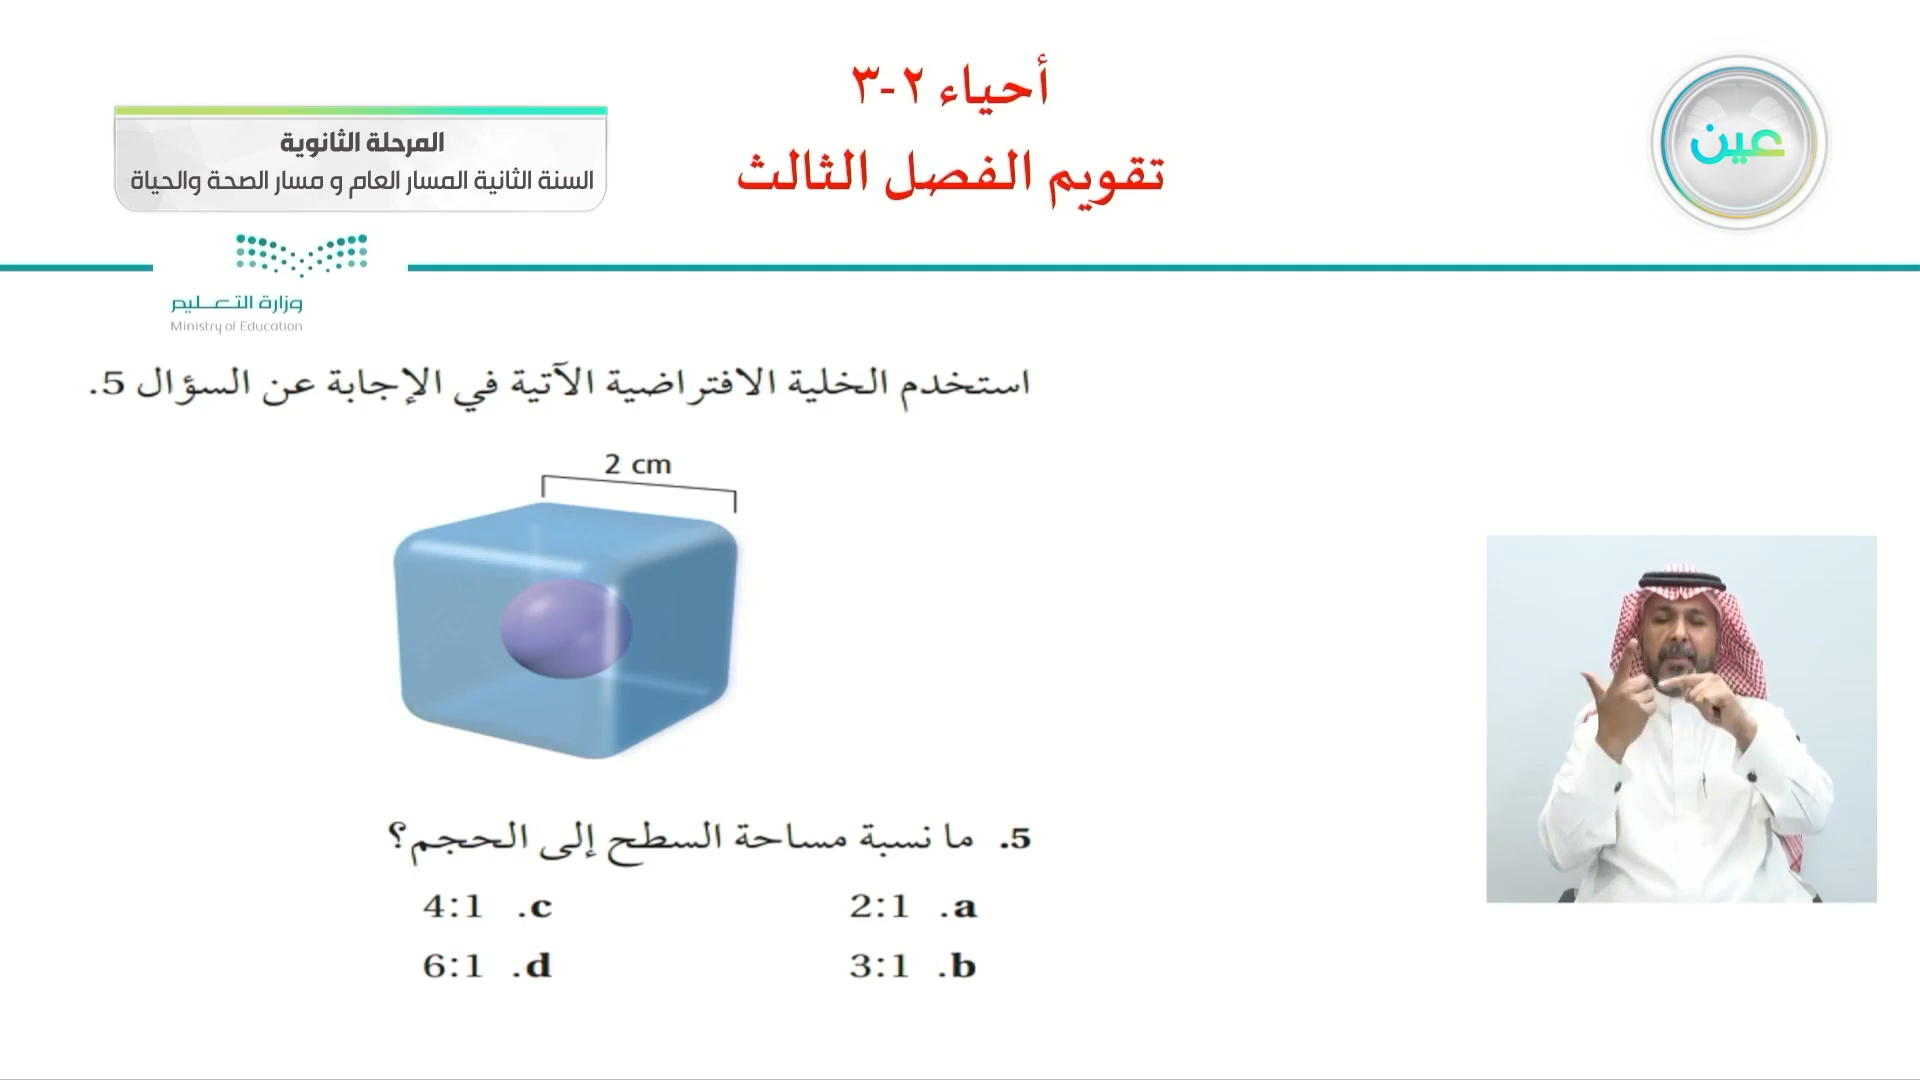 أحياء ٢-٣
تقويم الفصل الثالث
عين
المرحلة الثانوية
السنة الثانية المسار العام و مسار الصحة والحياة
وزارة التعليم
Ministry of Education
استخدم الخلية الافتراضية الآتية في الإجابة عن السؤال 5.
2 cm
5. ما نسبة مساحة السطح إلى الحجم؟
a. 2:1 c. 4:1
b. 3:1 d. 6:1